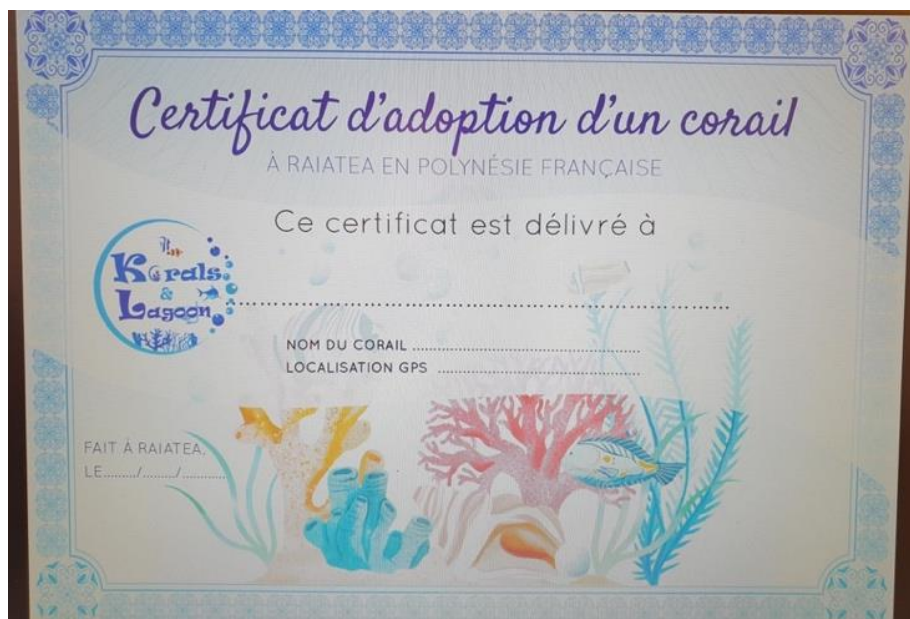 Certificat d'adoption d'un corail
À RAIATEA EN POLYNÉSIE FRANÇAISE
Ce certificat est délivré à
Korals
&
Lagoon
....................................................................
NOM DU CORAIL ................................................
LOCALISATION GPS ..........................................
FAIT À RAIATEA,
LE......../......../..........